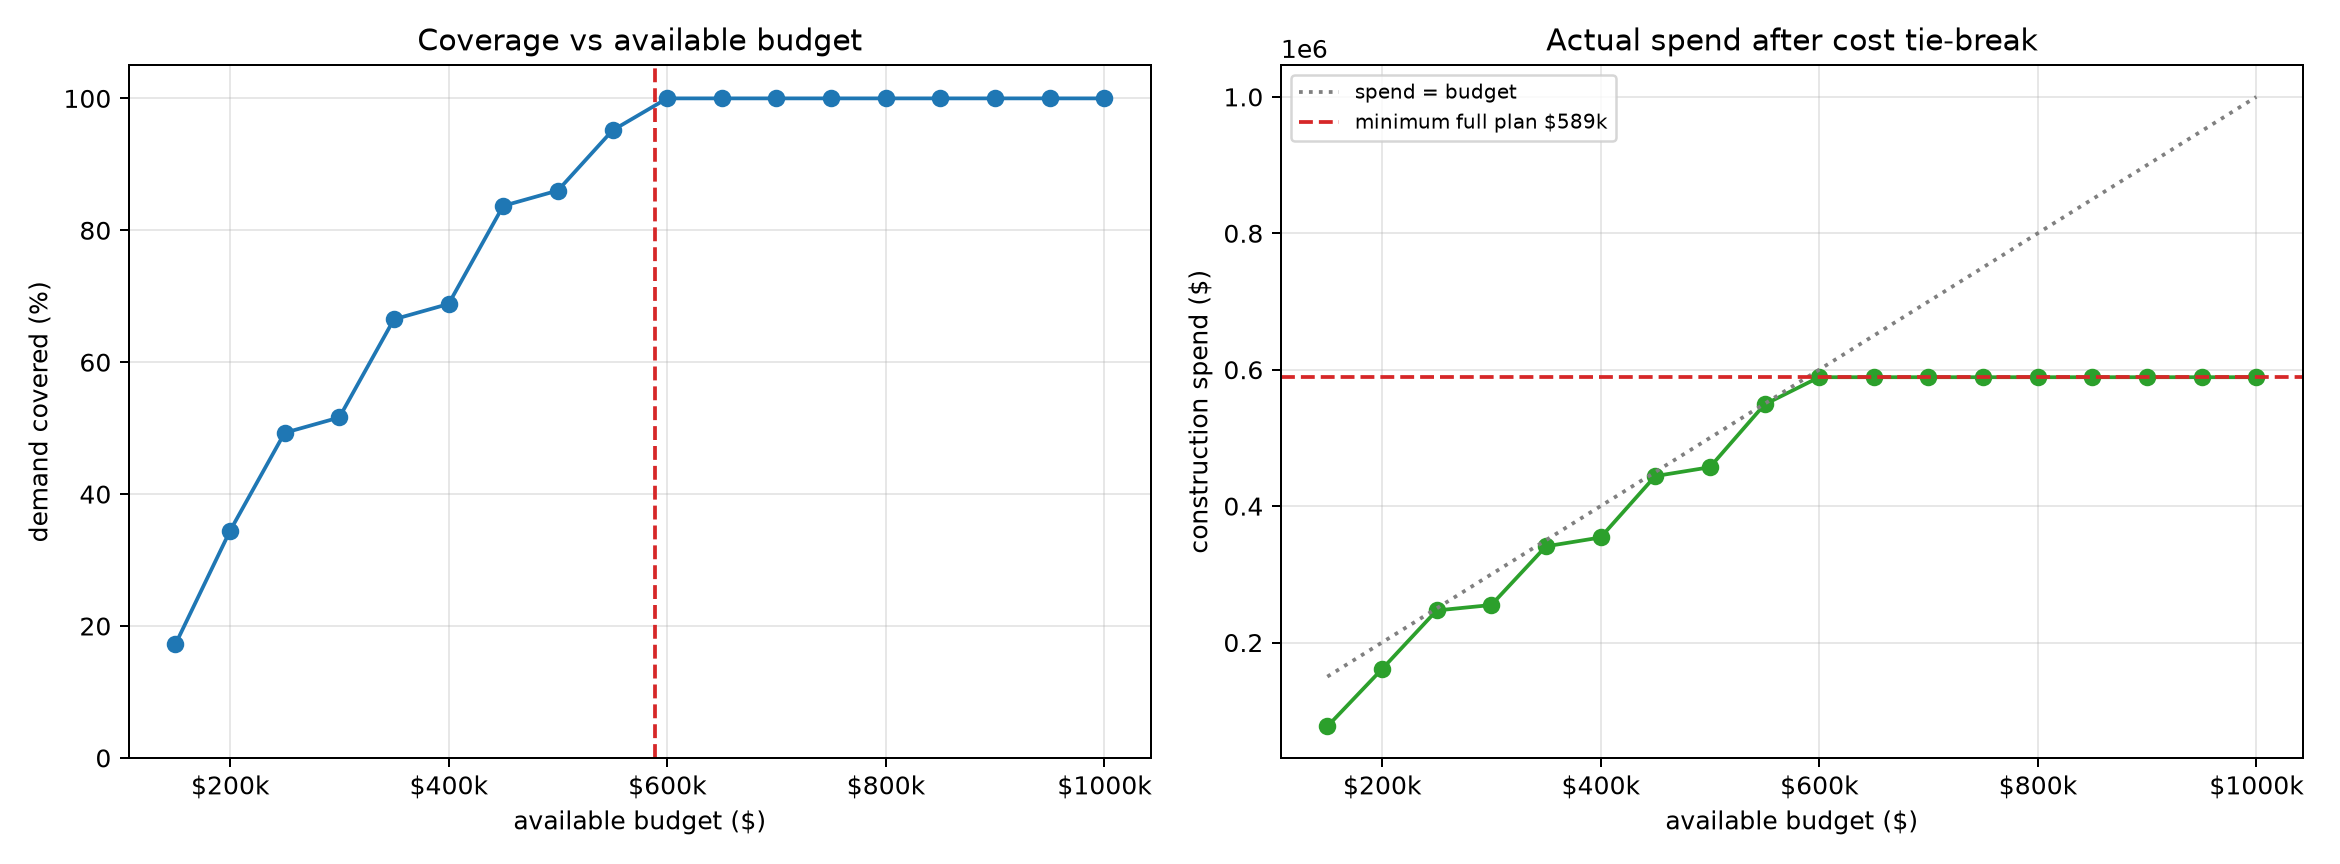 Coverage vs available budget
100
80
60
40
20
0
demand covered (%)
$200k
$400k
$600k
$800k
$1000k
available budget ($)
Actual spend after cost tie-break
1e6
spend = budget
minimum full plan $589k
1.0
0.8
0.6
0.4
0.2
construction spend ($)
$200k
$400k
$600k
$800k
$1000k
available budget ($)